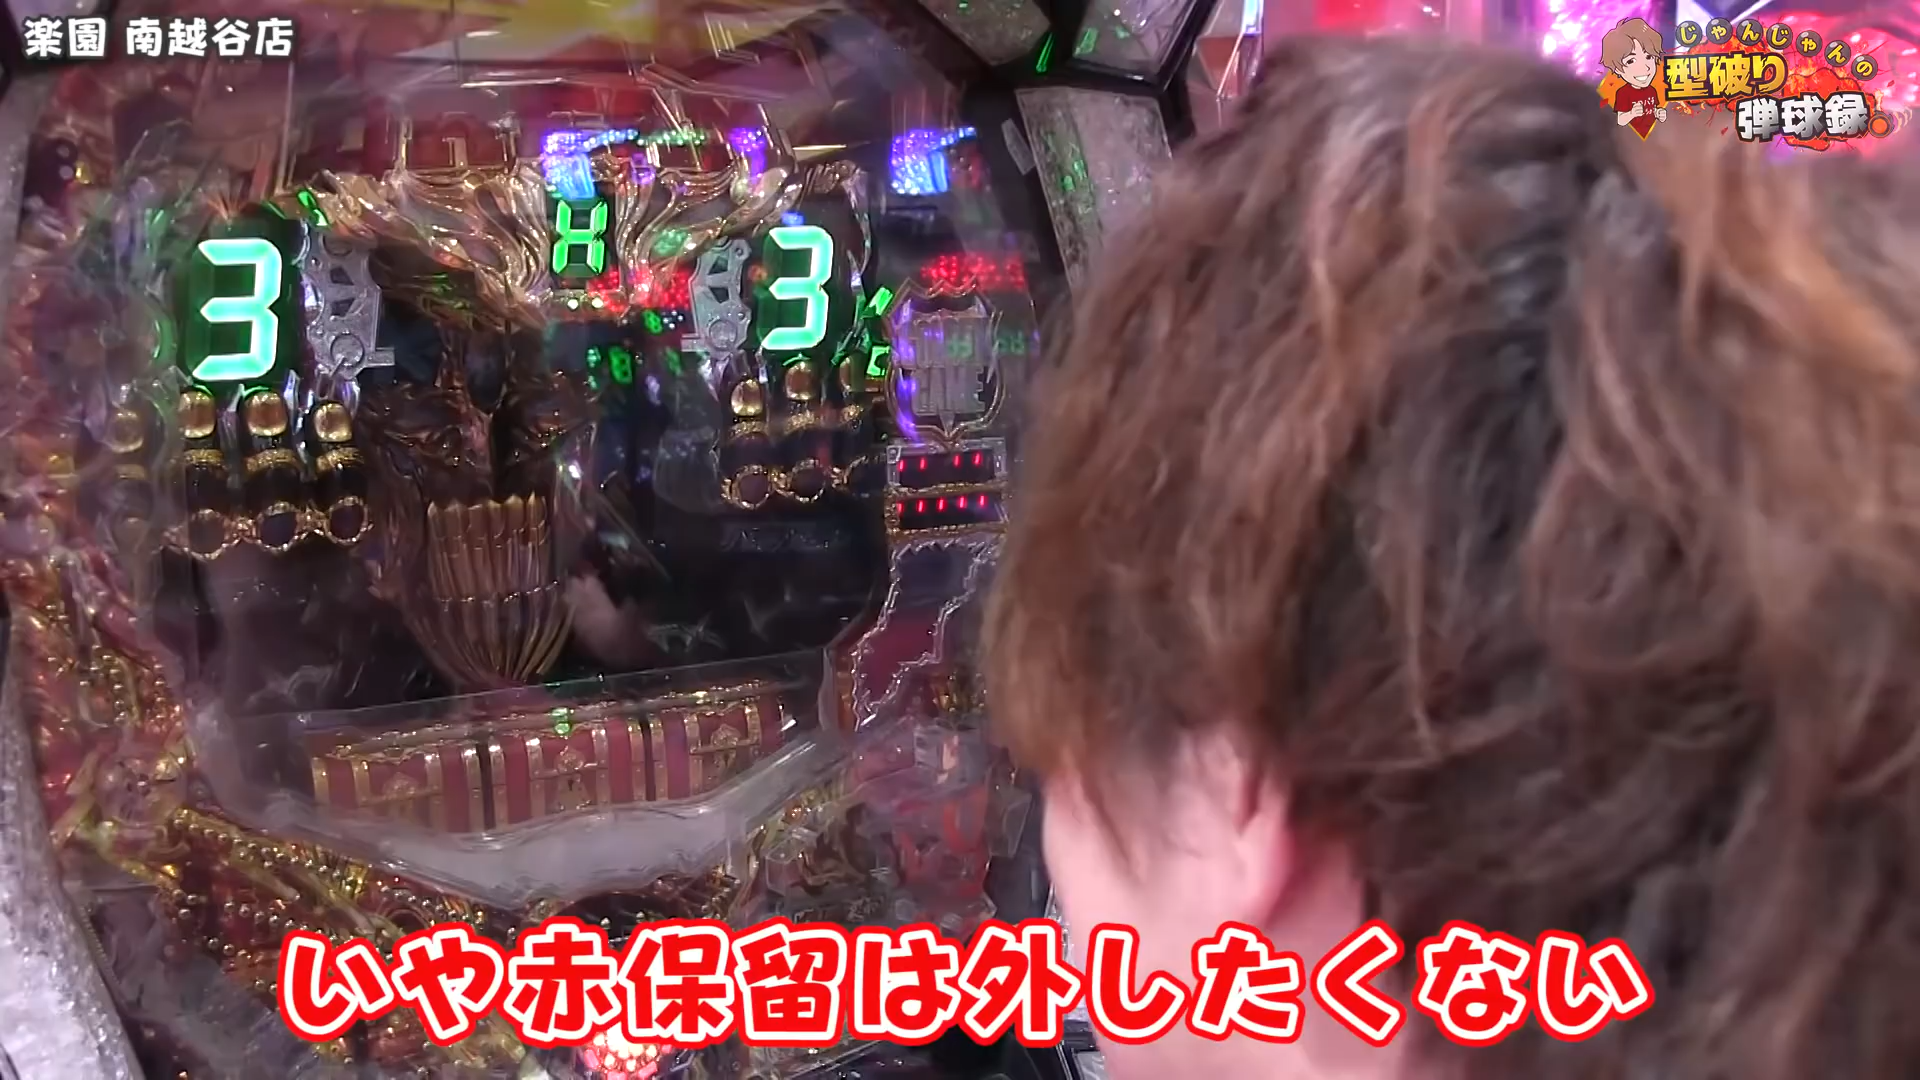 楽園 南越谷店
じゃんじゃんの
型破り
弾球録
3
3
いや赤保留は外したくない